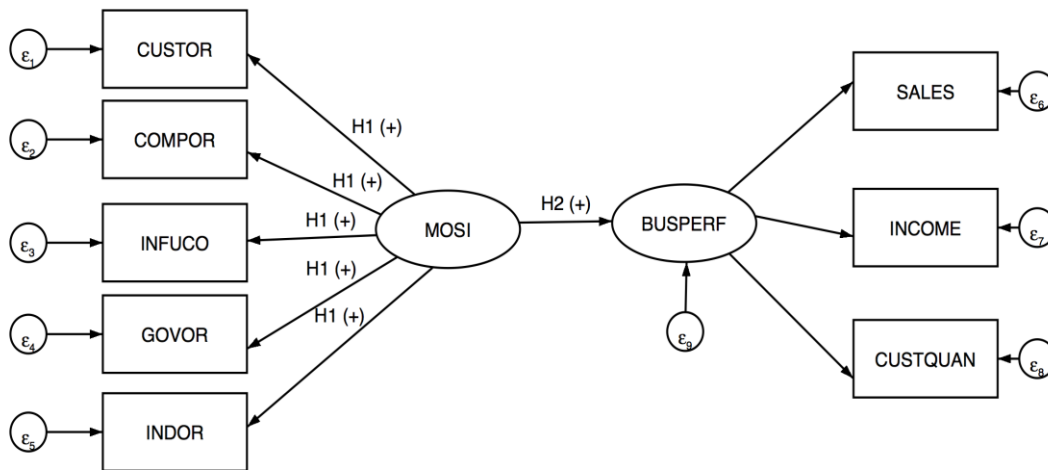 ε1
CUSTOR
ε2
COMPOR
ε3
INFUCO
ε4
GOVOR
ε5
INDOR
H1 (+)
H1 (+)
H1 (+)
H1 (+)
H1 (+)
MOSI
H2 (+)
BUSPERF
ε9
SALES
ε6
INCOME
ε7
CUSTQUAN
ε8